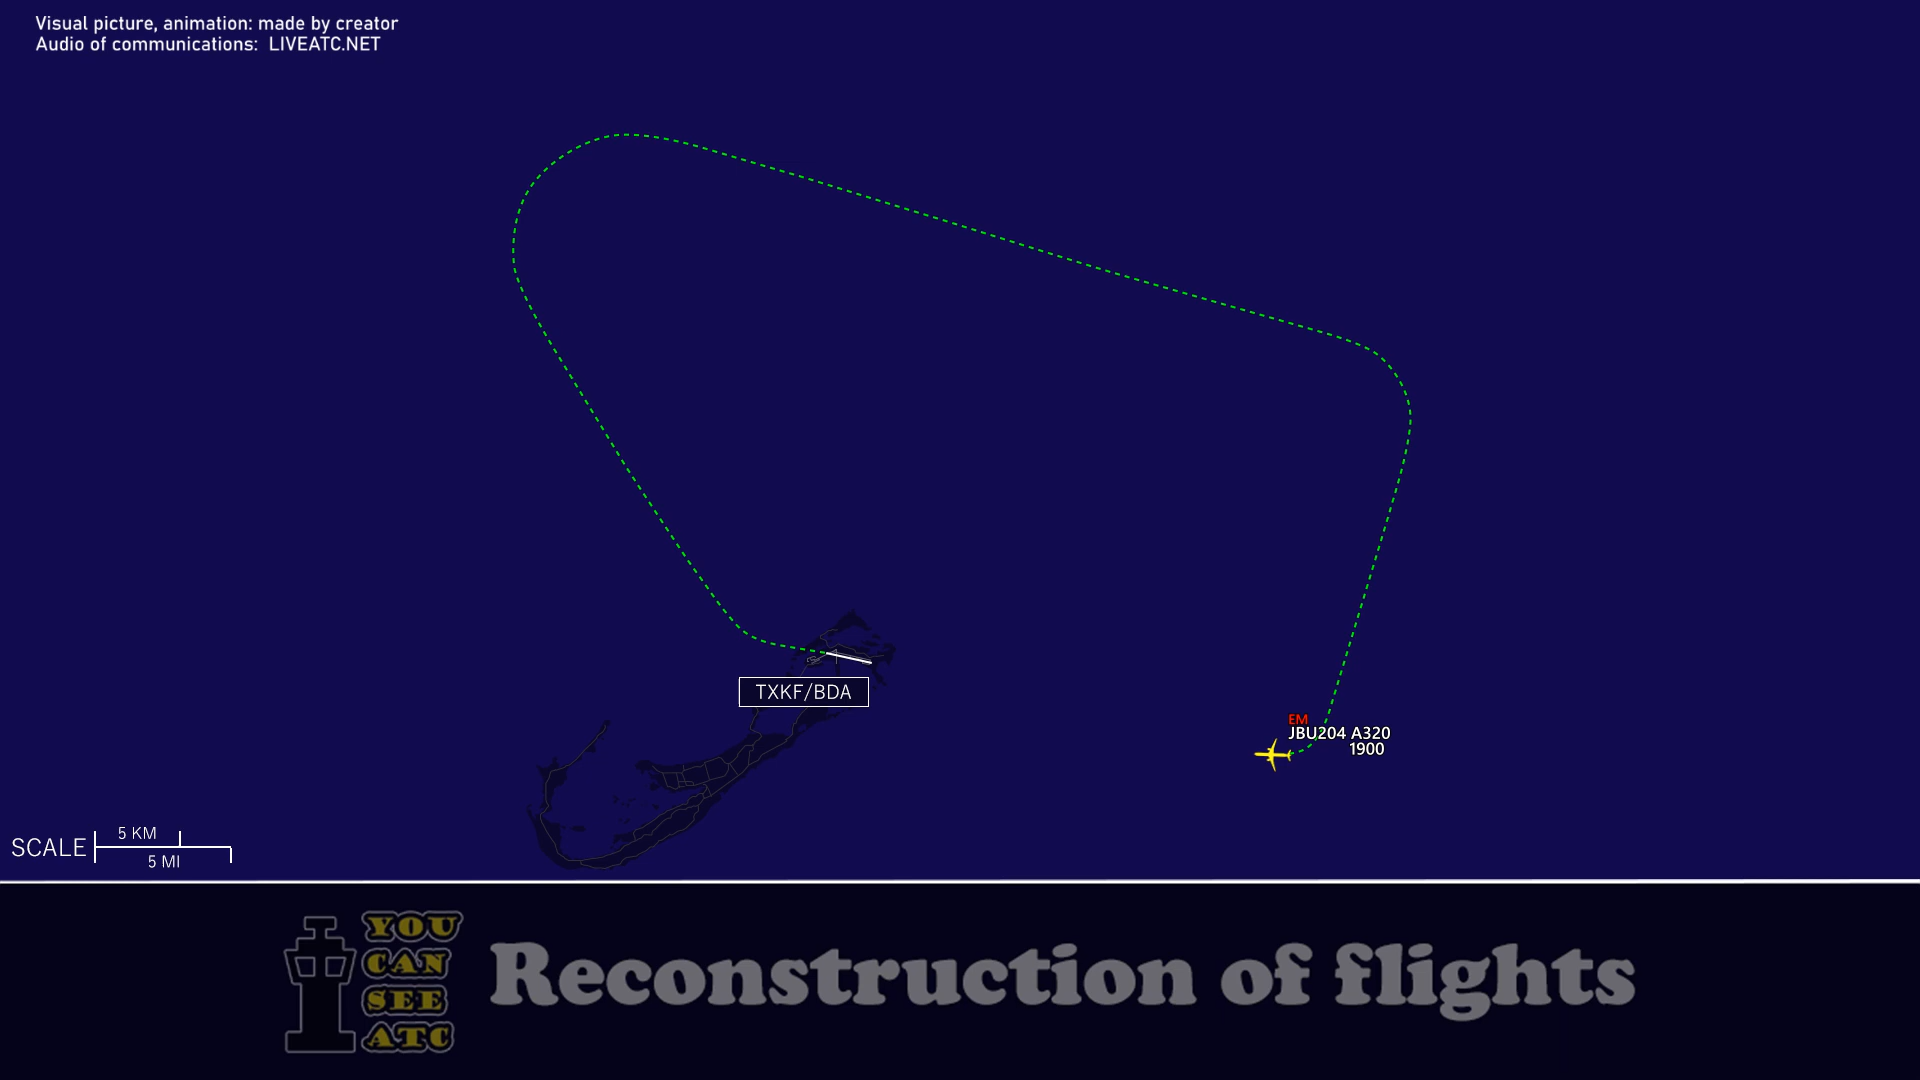 Visual picture, animation: made by creator
Audio of communications: LIVEATC.NET
TXKF/BDA
EM
JBU204 A320
1900
5 KM
SCALE
5 MI
YOU
CAN
SEE
ATC
Reconstruction of flights